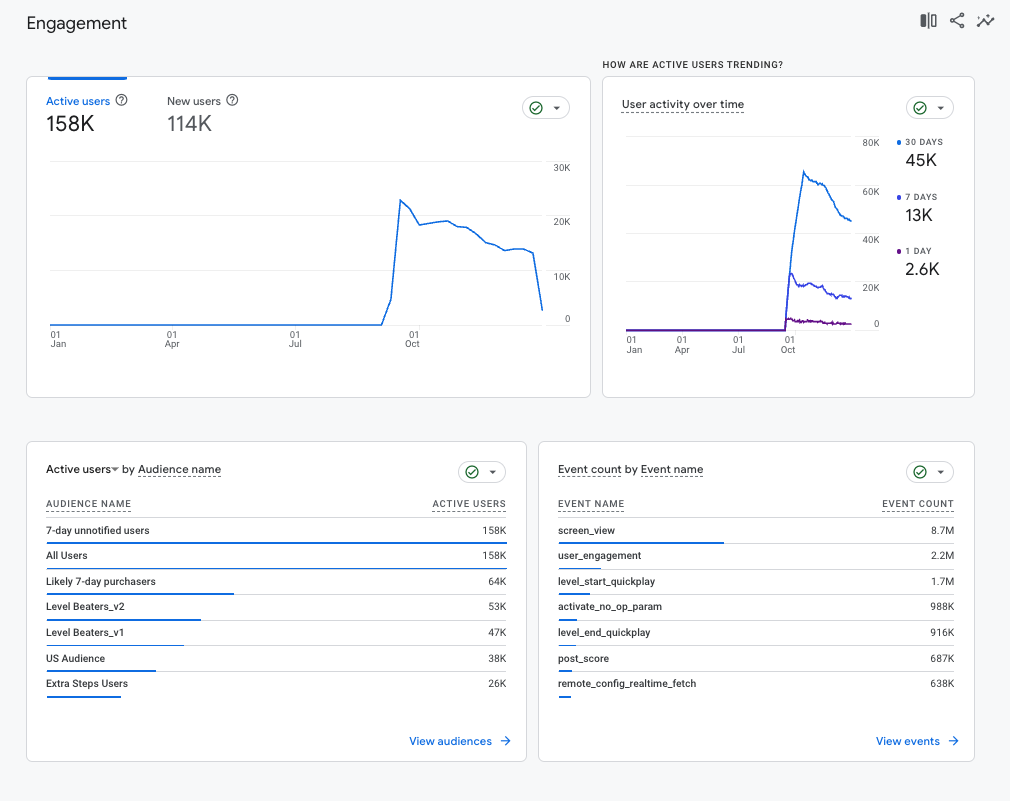 Engagement
HOW ARE ACTIVE USERS TRENDING?
Active users
158K
New users
114K
30K
20K
10K
0
01
Jan
01
Apr
01
Jul
01
Oct
User activity over time
80K
60K
40K
20K
0
01
Jan
01
Apr
01
Jul
01
Oct
30 DAYS
45K
7 DAYS
13K
1 DAY
2.6K
Active users by Audience name
AUDIENCE NAME ACTIVE USERS
7-day unnotified users 158K
All Users 158K
Likely 7-day purchasers 64K
Level Beaters_v2 53K
Level Beaters_v1 47K
US Audience 38K
Extra Steps Users 26K
View audiences
Event count by Event name
EVENT NAME EVENT COUNT
screen_view 8.7M
user_engagement 2.2M
level_start_quickplay 1.7M
activate_no_op_param 988K
level_end_quickplay 916K
post_score 687K
remote_config_realtime_fetch 638K
View events